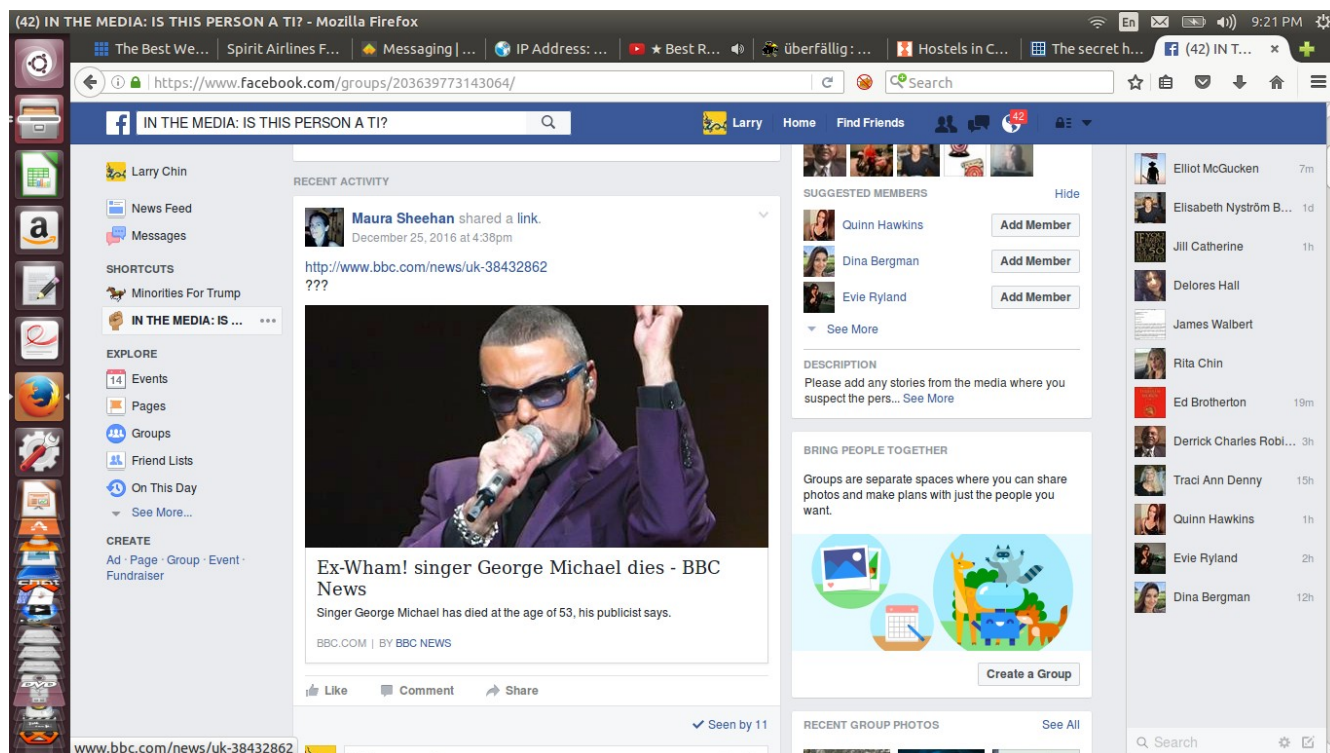 (42) IN THE MEDIA: IS THIS PERSON A TI? - Mozilla Firefox
En
9:21 PM
The Best We...
Spirit Airlines F...
Messaging | ...
IP Address: ...
★ Best R...
überfällig : ...
Hostels in C...
The secret h...
(42) IN T...
https://www.facebook.com/groups/203639773143064/
Search
IN THE MEDIA: IS THIS PERSON A TI?
Larry
Home
Find Friends
42
Larry Chin
News Feed
Messages
SHORTCUTS
Minorities For Trump
IN THE MEDIA: IS ...
EXPLORE
14
Events
Pages
Groups
Friend Lists
On This Day
See More...
CREATE
Ad · Page · Group · Event ·
Fundraiser
RECENT ACTIVITY
Maura Sheehan shared a link.
December 25, 2016 at 4:38pm
http://www.bbc.com/news/uk-38432862
???
Ex-Wham! singer George Michael dies - BBC
News
Singer George Michael has died at the age of 53, his publicist says.
BBC.COM | BY BBC NEWS
Like
Comment
Share
Seen by 11
SUGGESTED MEMBERS
Hide
Quinn Hawkins
Add Member
Dina Bergman
Add Member
Evie Ryland
Add Member
See More
DESCRIPTION
Please add any stories from the media where you
suspect the pers... See More
BRING PEOPLE TOGETHER
Groups are separate spaces where you can share
photos and make plans with just the people you
want.
Create a Group
RECENT GROUP PHOTOS
See All
Elliot McGucken 7m
Elisabeth Nyström B... 1d
Jill Catherine 1h
Delores Hall
James Walbert
Rita Chin
Ed Brotherton 19m
Derrick Charles Robi... 3h
Traci Ann Denny 15h
Quinn Hawkins 1h
Evie Ryland 2h
Dina Bergman 12h
Search
www.bbc.com/news/uk-38432862